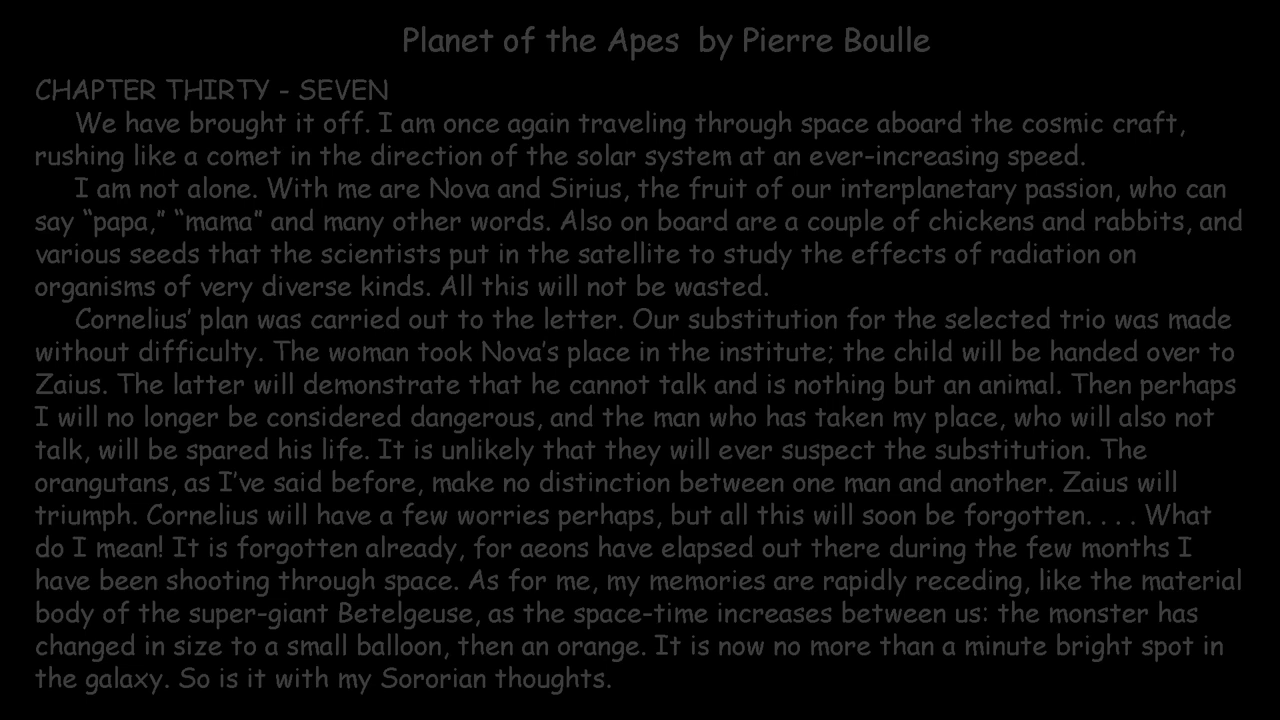 Planet of the Apes by Pierre Boulle
CHAPTER THIRTY - SEVEN
We have brought it off. I am once again traveling through space aboard the cosmic craft,
rushing like a comet in the direction of the solar system at an ever-increasing speed.
I am not alone. With me are Nova and Sirius, the fruit of our interplanetary passion, who can
say “papa,” “mama” and many other words. Also on board are a couple of chickens and rabbits, and
various seeds that the scientists put in the satellite to study the effects of radiation on
organisms of very diverse kinds. All this will not be wasted.
Cornelius’ plan was carried out to the letter. Our substitution for the selected trio was made
without difficulty. The woman took Nova’s place in the institute; the child will be handed over to
Zaius. The latter will demonstrate that he cannot talk and is nothing but an animal. Then perhaps
I will no longer be considered dangerous, and the man who has taken my place, who will also not
talk, will be spared his life. It is unlikely that they will ever suspect the substitution. The
orangutans, as I’ve said before, make no distinction between one man and another. Zaius will
triumph. Cornelius will have a few worries perhaps, but all this will soon be forgotten. . . . What
do I mean! It is forgotten already, for aeons have elapsed out there during the few months I
have been shooting through space. As for me, my memories are rapidly receding, like the material
body of the super-giant Betelgeuse, as the space-time increases between us: the monster has
changed in size to a small balloon, then an orange. It is now no more than a minute bright spot in
the galaxy. So is it with my Sororian thoughts.